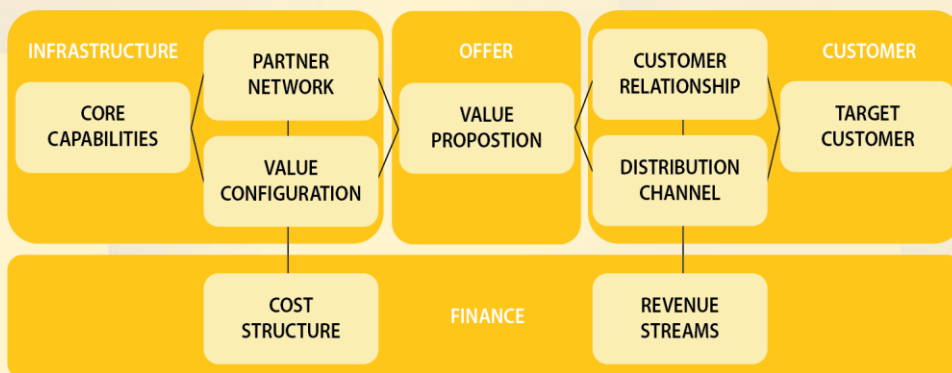 INFRASTRUCTURE
CORE
CAPABILITIES
PARTNER
NETWORK
VALUE
CONFIGURATION
OFFER
VALUE
PROPOSTION
CUSTOMER
CUSTOMER
RELATIONSHIP
DISTRIBUTION
CHANNEL
TARGET
CUSTOMER
COST
STRUCTURE
FINANCE
REVENUE
STREAMS